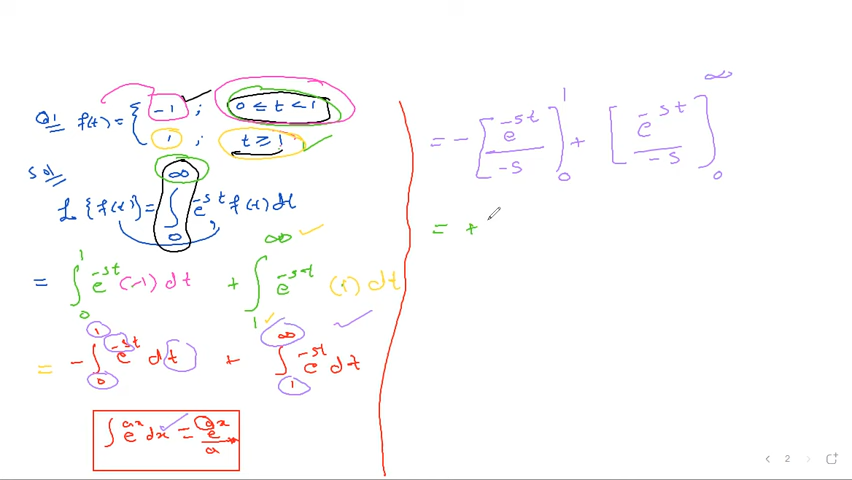 Q1 f(t) = { -1 ; 0 ≤ t < 1
1 ; t ≥ 1
Sol
L {f(t)} = ∫₀^∞ e^-st f(t) dt
= ∫₀¹ e^-st (-1) dt + ∫₁^∞ e^-st (1) dt
= - ∫₀¹ e^-st dt + ∫₁^∞ e^-st dt
∫ e^ax dx = e^ax / a
= - [e^-st / -s]₀¹ + [e^-st / -s]₀^∞
= +
2